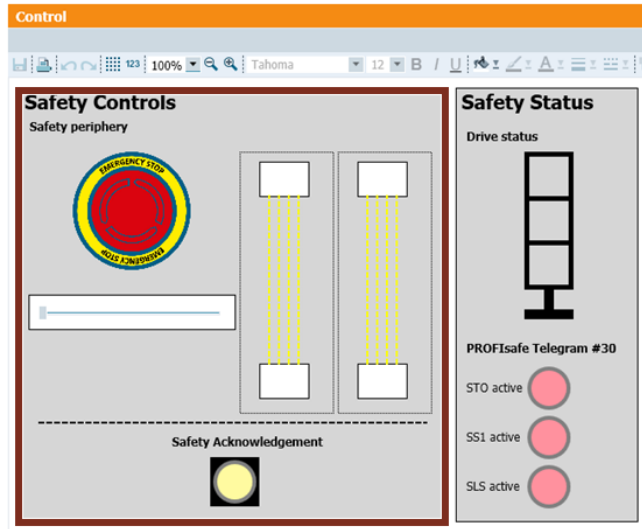 Control
123
100%
Tahoma
12
B
I
U
A
Safety Controls
Safety periphery
EMERGENCY STOP
EMERGENCY STOP
Safety Acknowledgement
Safety Status
Drive status
PROFIsafe Telegram #30
STO active
SS1 active
SLS active